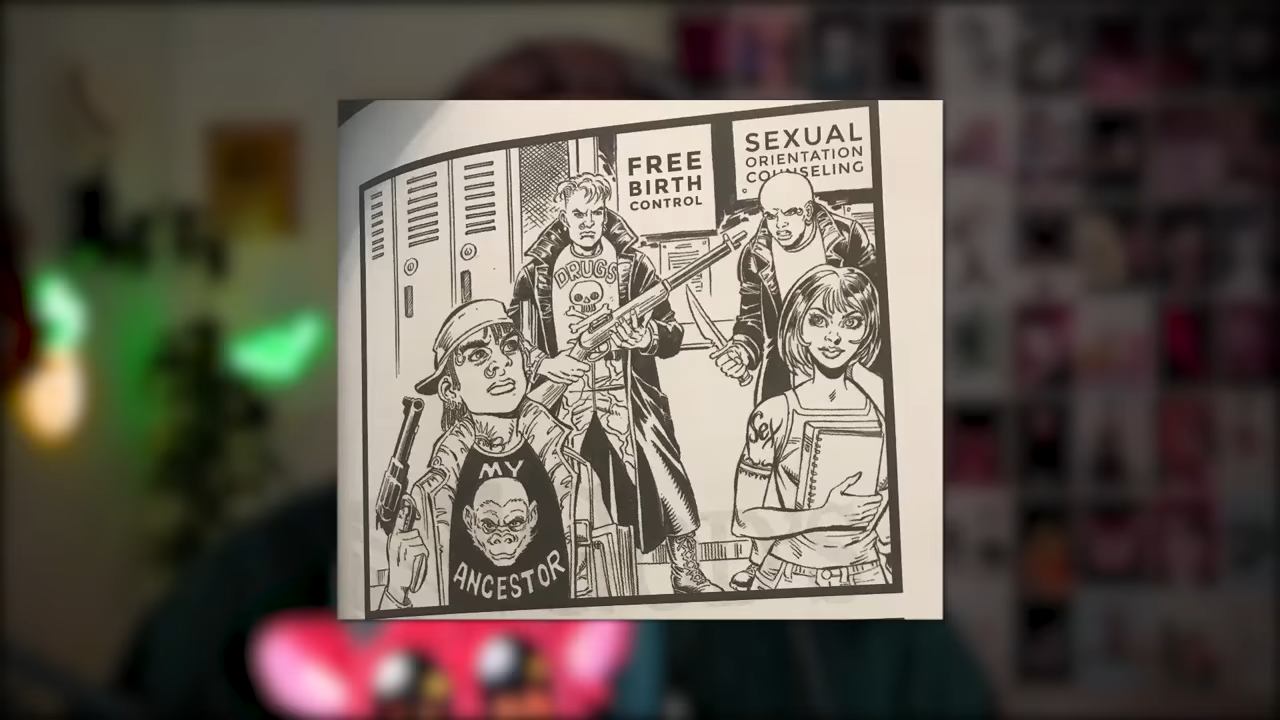 FREE
BIRTH
CONTROL
SEXUAL
ORIENTATION
COUNSELING
DRUGS
Sex
MY
ANCESTOR